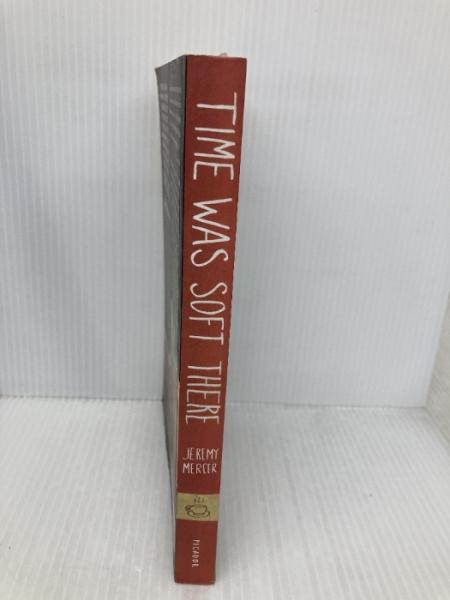 TIME WAS SOFT THERE
JEREMY
MERCER
PICADOR